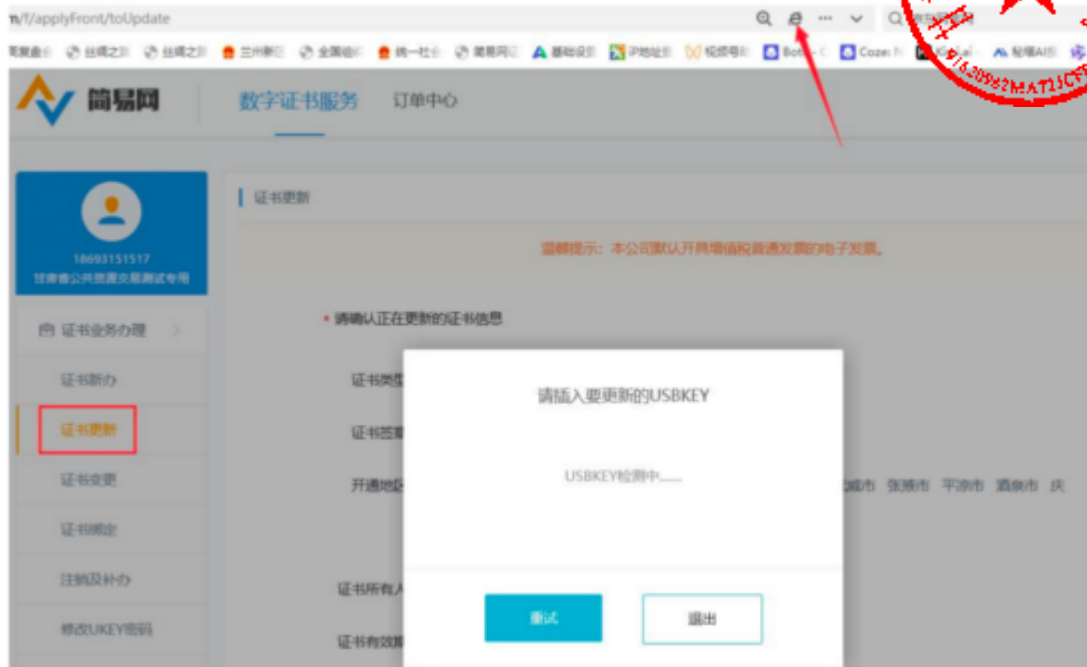 /f/applyFront/toUpdate
简易网 数字证书服务 订单中心
证书更新
18693151517
甘肃省公共资源交易测试专用
温馨提示：本公司默认开具增值税普通发票的电子发票。
证书业务办理
* 请确认正在更新的证书信息
证书新办
证书类型
请插入要更新的USBKEY
证书更新
证书签章
USBKEY检测中......
证书变更
开通地区
威市 张掖市 平凉市 酒泉市 庆
证书绑定
注销及补办
证书所有人
重试
退出
修改UKEY密码
证书有效期